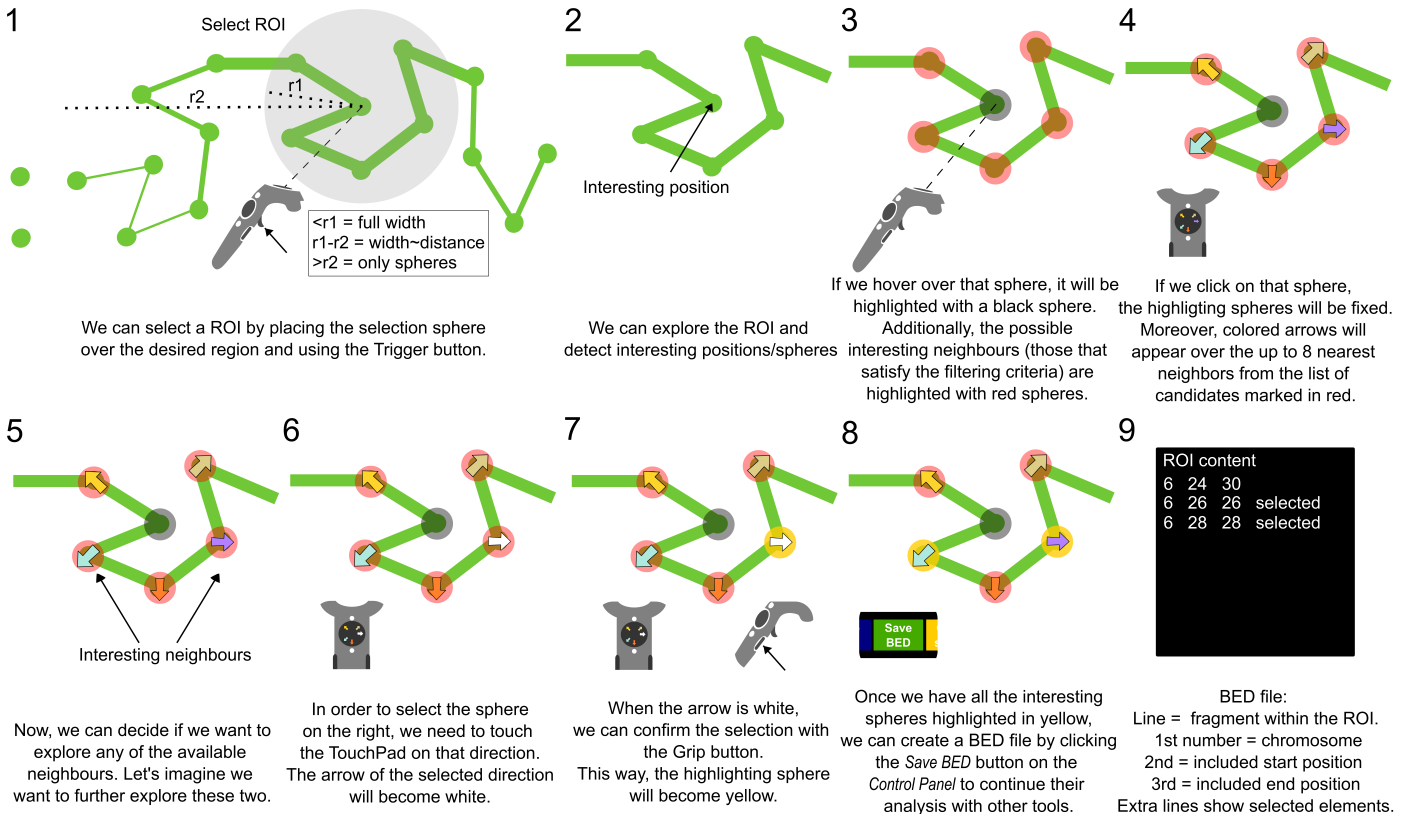 1
Select ROI
r1
r2
<r1 = full width
r1-r2 = width~distance
>r2 = only spheres
We can select a ROI by placing the selection sphere
over the desired region and using the Trigger button.
2
Interesting position
We can explore the ROI and
detect interesting positions/spheres
3
If we hover over that sphere, it will be
highlighted with a black sphere.
Additionally, the possible
interesting neighbours (those that
satisfy the filtering criteria) are
highlighted with red spheres.
4
If we click on that sphere,
the highligting spheres will be fixed.
Moreover, colored arrows will
appear over the up to 8 nearest
neighbors from the list of
candidates marked in red.
5
Interesting neighbours
Now, we can decide if we want to
explore any of the available
neighbours. Let's imagine we
want to further explore these two.
6
In order to select the sphere
on the right, we need to touch
the TouchPad on that direction.
The arrow of the selected direction
will become white.
7
When the arrow is white,
we can confirm the selection with
the Grip button.
This way, the highlighting sphere
will become yellow.
8
Save
BED
Once we have all the interesting
spheres highlighted in yellow,
we can create a BED file by clicking
the Save BED button on the
Control Panel to continue their
analysis with other tools.
9
ROI content
6 24 30
6 26 26 selected
6 28 28 selected
BED file:
Line = fragment within the ROI.
1st number = chromosome
2nd = included start position
3rd = included end position
Extra lines show selected elements.